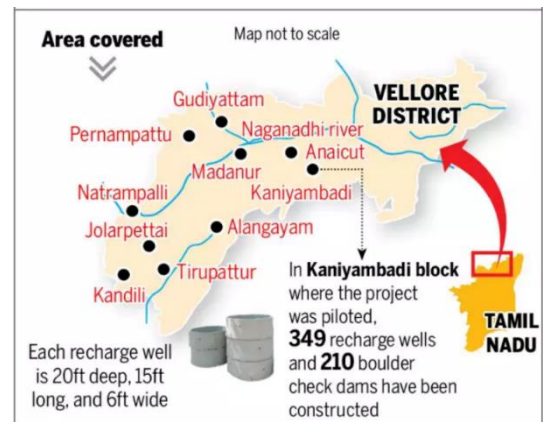 Area covered
Map not to scale
VELLORE
DISTRICT
Gudiyattam
Pernampattu
Naganadhi river
Anaicut
Madanur
Kaniyambadi
Natrampalli
Jolarpettai
Alangayam
Tirupattur
Kandili
In Kaniyambadi block
where the project
was piloted,
349 recharge wells
and 210 boulder
check dams have been
constructed
TAMIL
NADU
Each recharge well
is 20ft deep, 15ft
long, and 6ft wide